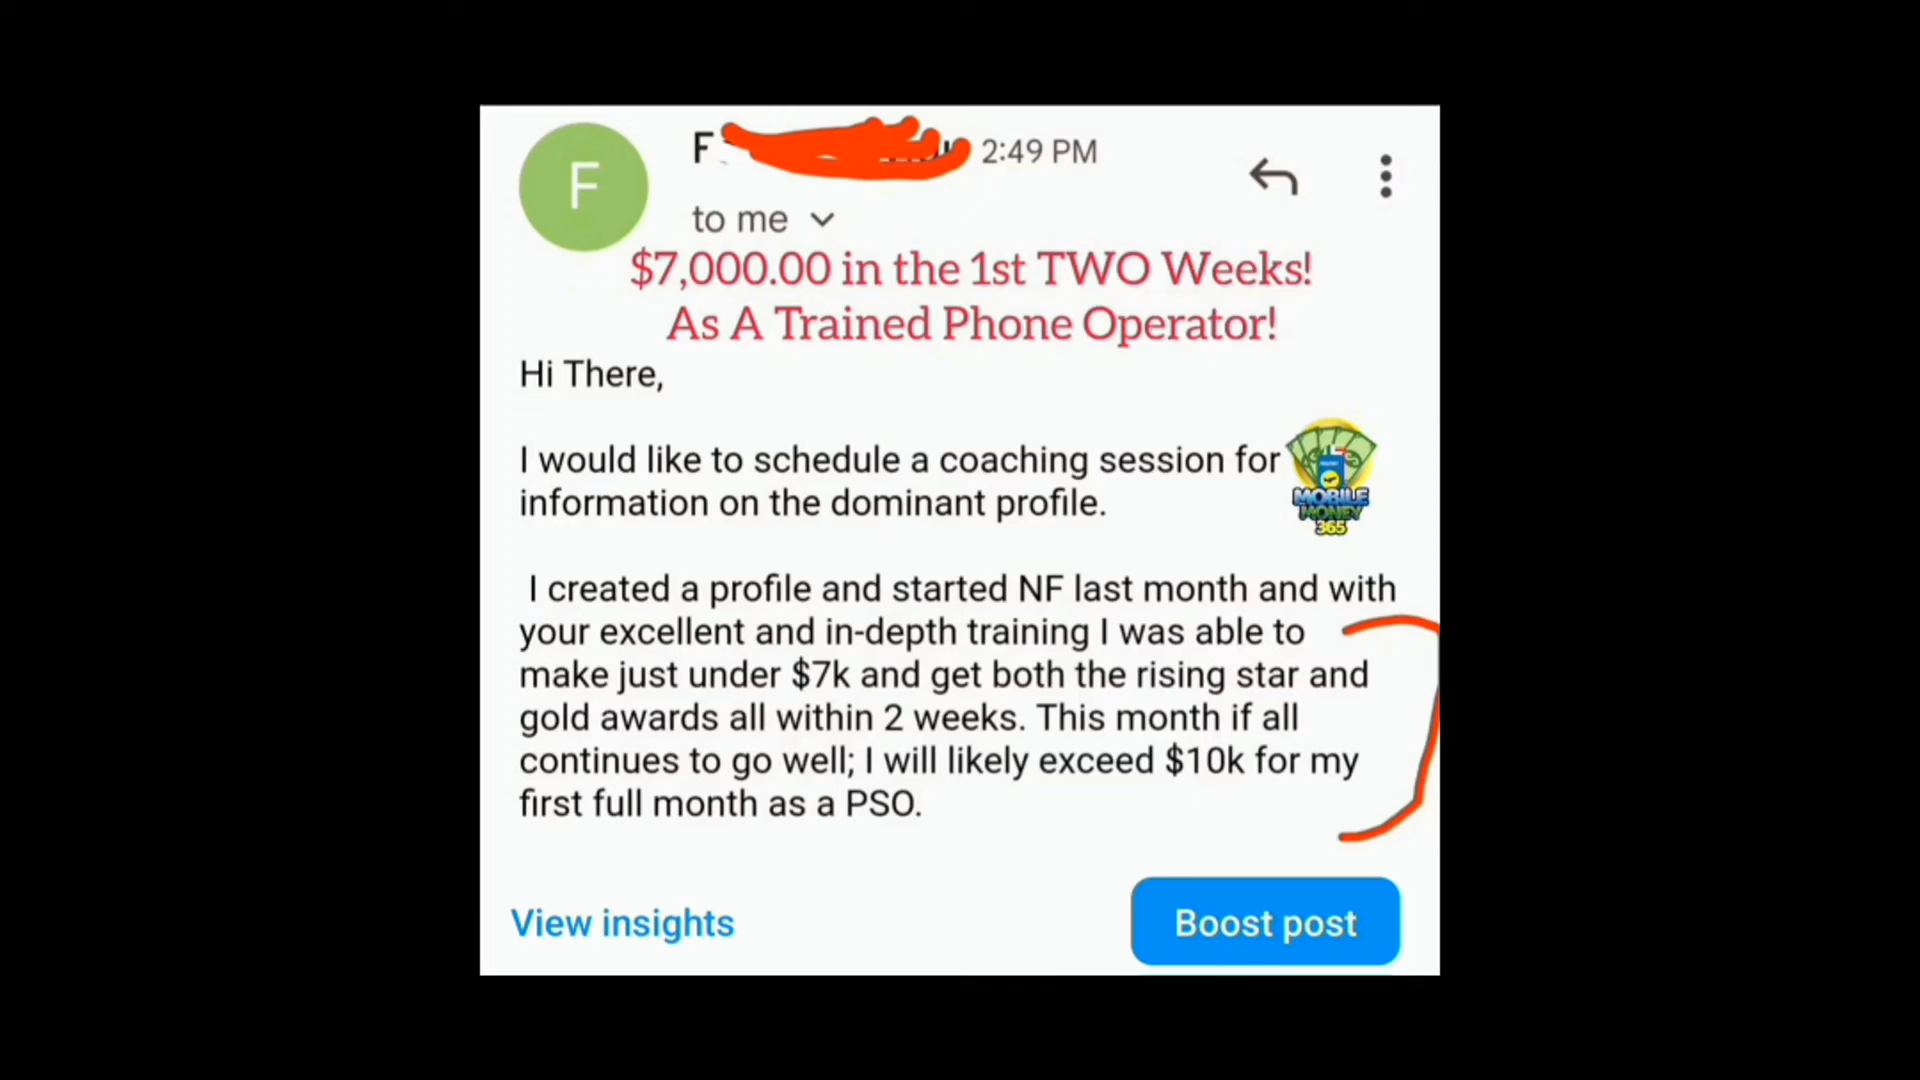 F
F 2:49 PM
to me
$7,000.00 in the 1st TWO Weeks!
As A Trained Phone Operator!
Hi There,
I would like to schedule a coaching session for
information on the dominant profile.
MOBILE
MONEY
365
I created a profile and started NF last month and with
your excellent and in-depth training I was able to
make just under $7k and get both the rising star and
gold awards all within 2 weeks. This month if all
continues to go well; I will likely exceed $10k for my
first full month as a PSO.
View insights
Boost post